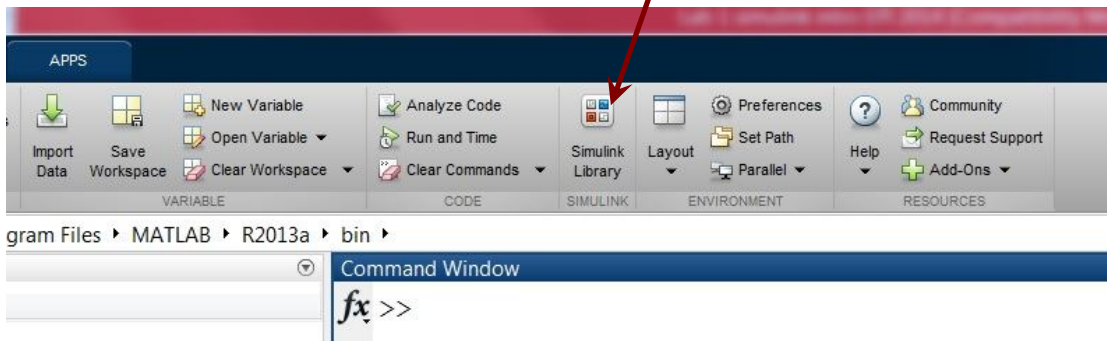 APPS
Import Data
Save Workspace
New Variable
Open Variable
Clear Workspace
VARIABLE
Analyze Code
Run and Time
Clear Commands
CODE
Simulink Library
SIMULINK
Layout
Preferences
Set Path
Parallel
ENVIRONMENT
Help
Community
Request Support
Add-Ons
RESOURCES
gram Files MATLAB R2013a bin
Command Window
fx >>